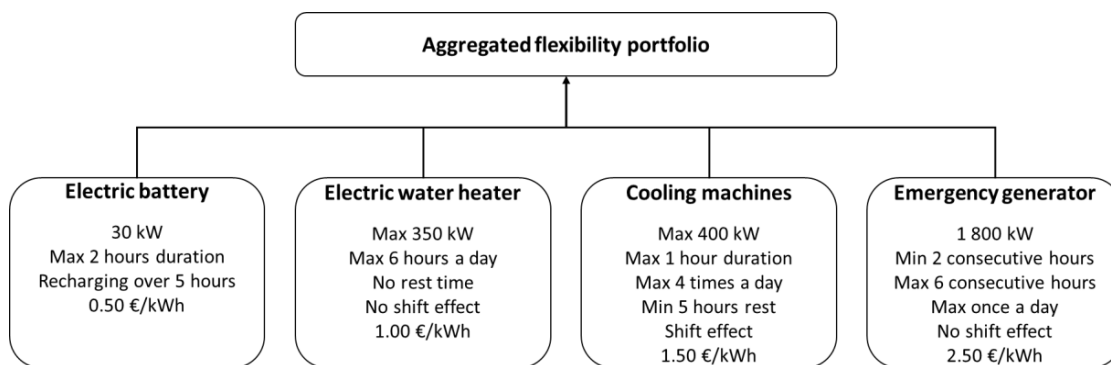 Aggregated flexibility portfolio
Electric battery
30 kW
Max 2 hours duration
Recharging over 5 hours
0.50 €/kWh
Electric water heater
Max 350 kW
Max 6 hours a day
No rest time
No shift effect
1.00 €/kWh
Cooling machines
Max 400 kW
Max 1 hour duration
Max 4 times a day
Min 5 hours rest
Shift effect
1.50 €/kWh
Emergency generator
1 800 kW
Min 2 consecutive hours
Max 6 consecutive hours
Max once a day
No shift effect
2.50 €/kWh